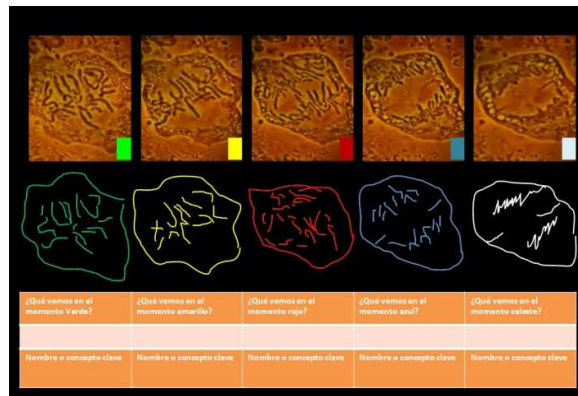 ¿Qué vemos en el
momento Verde?
¿Qué vemos en el
momento amarillo?
¿Qué vemos en el
momento rojo?
¿Qué vemos en el
momento azul?
¿Qué vemos en el
momento celeste?
Nombre o concepto clave
Nombre o concepto clave
Nombre o concepto clave
Nombre o concepto clave
Nombre o concepto clave